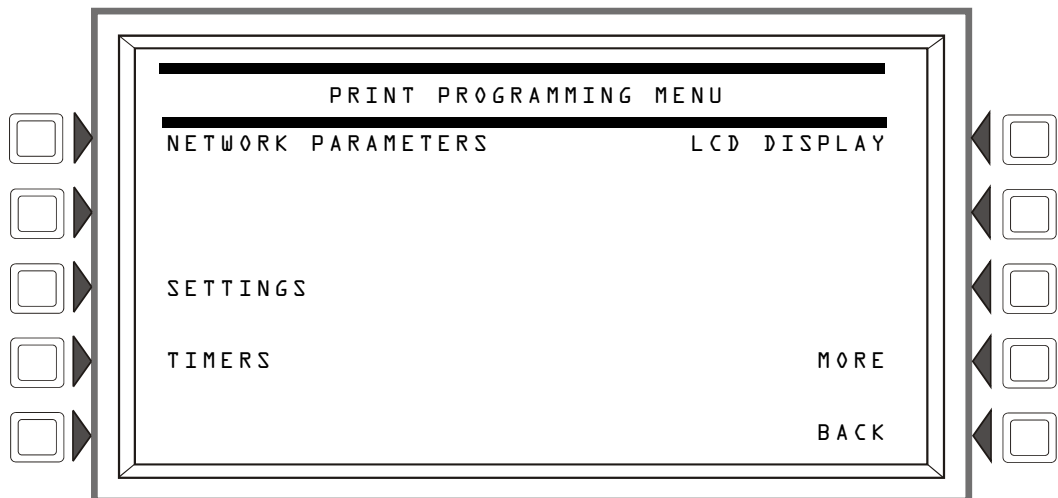 PRINT PROGRAMMING MENU
NETWORK PARAMETERS LCD DISPLAY
SETTINGS
TIMERS MORE
BACK